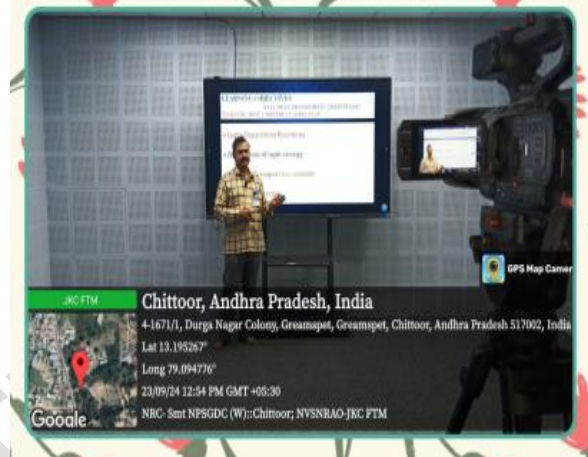 LEARNING OBJECTIVES
GPS Map Camer
JKC FTM
Chittoor, Andhra Pradesh, India
4-1671/1, Durga Nagar Colony, Greamspet, Greamspet, Chittoor, Andhra Pradesh 517002, India
Lat 13.195267°
Long 79.094776°
23/09/24 12:54 PM GMT +05:30
NRC- Smt NPSGDC (W)::Chittoor; NVSNRAO-JKC FTM
Google